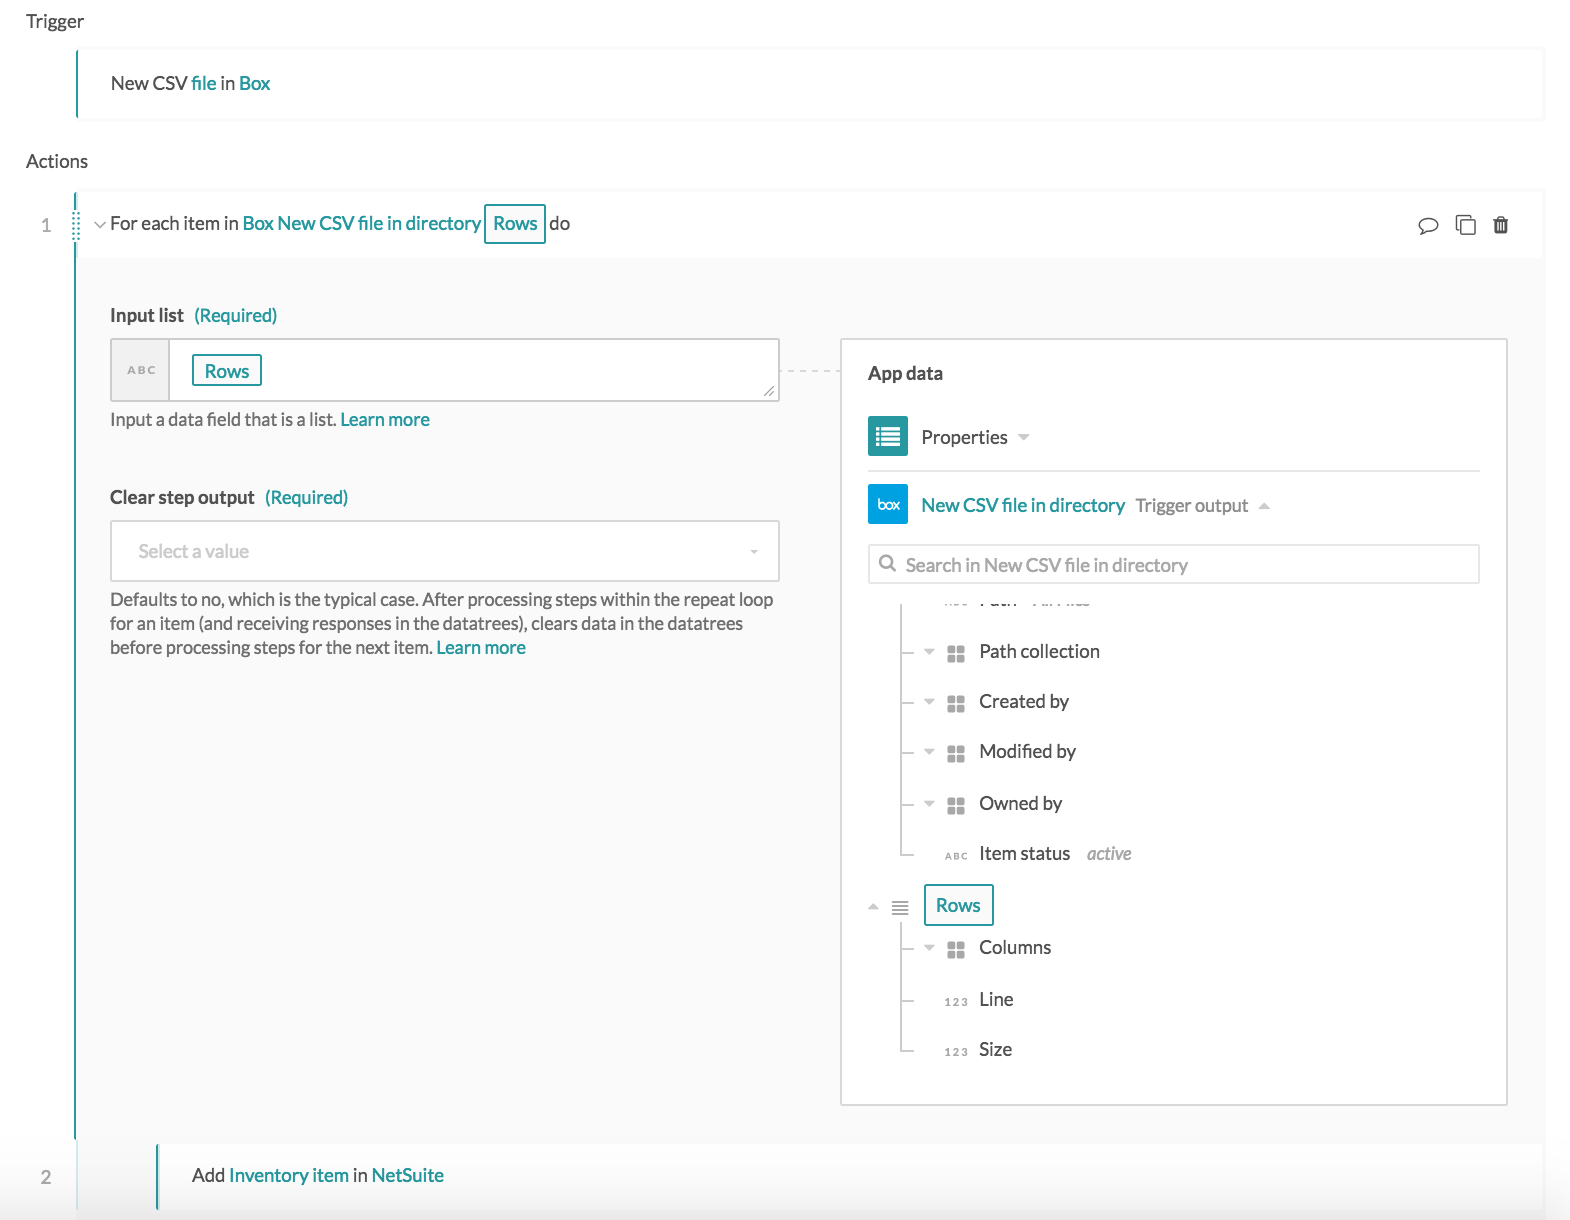 Trigger
New CSV file in Box
Actions
1
For each item in Box New CSV file in directory Rows do
Input list (Required)
ABC Rows
Input a data field that is a list. Learn more
Clear step output (Required)
Select a value
Defaults to no, which is the typical case. After processing steps within the repeat loop
for an item (and receiving responses in the datatrees), clears data in the datatrees
before processing steps for the next item. Learn more
App data
Properties
box New CSV file in directory Trigger output
Search in New CSV file in directory
Path collection
Created by
Modified by
Owned by
ABC Item status active
Rows
Columns
123 Line
123 Size
2
Add Inventory item in NetSuite